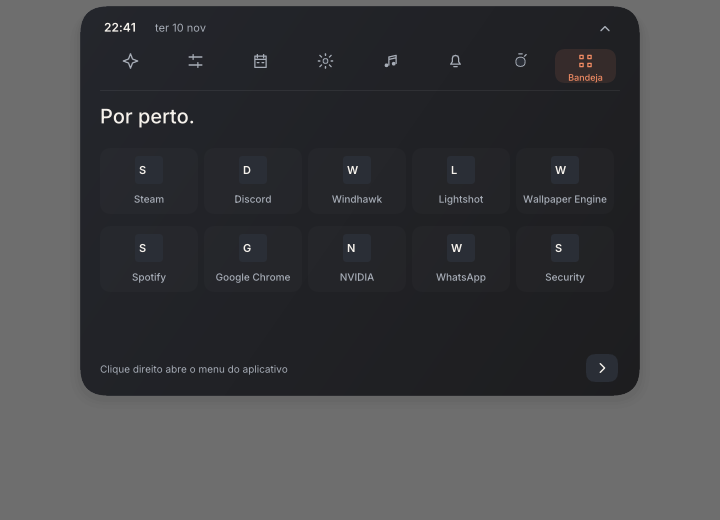 22:41 ter 10 nov
Bandeja
Por perto.
S D W L W
Steam Discord Windhawk Lightshot Wallpaper Engine
S G N W S
Spotify Google Chrome NVIDIA WhatsApp Security
Clique direito abre o menu do aplicativo